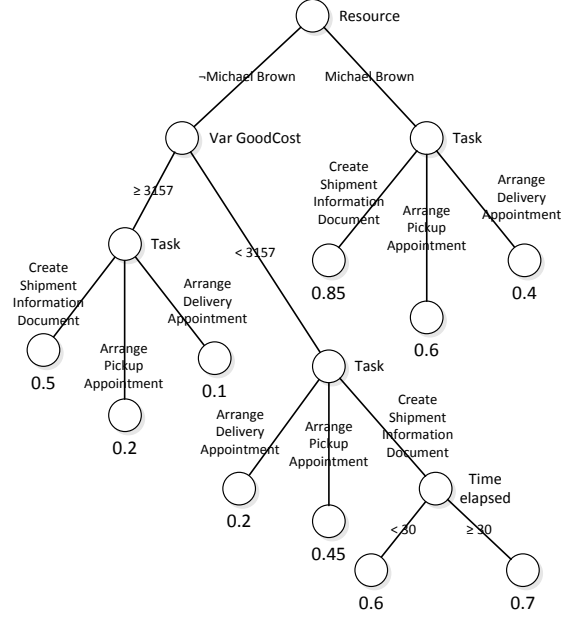 Resource
¬Michael Brown
Michael Brown
Var GoodCost
Task
Create
Shipment
Information
Document
Arrange
Pickup
Appointment
Arrange
Delivery
Appointment
≥ 3157
< 3157
0.85
0.6
0.4
Task
Create
Shipment
Information
Document
Arrange
Pickup
Appointment
Arrange
Delivery
Appointment
0.5
0.2
0.1
Task
Arrange
Delivery
Appointment
Arrange
Pickup
Appointment
Create
Shipment
Information
Document
0.2
0.45
Time
elapsed
< 30
≥ 30
0.6
0.7